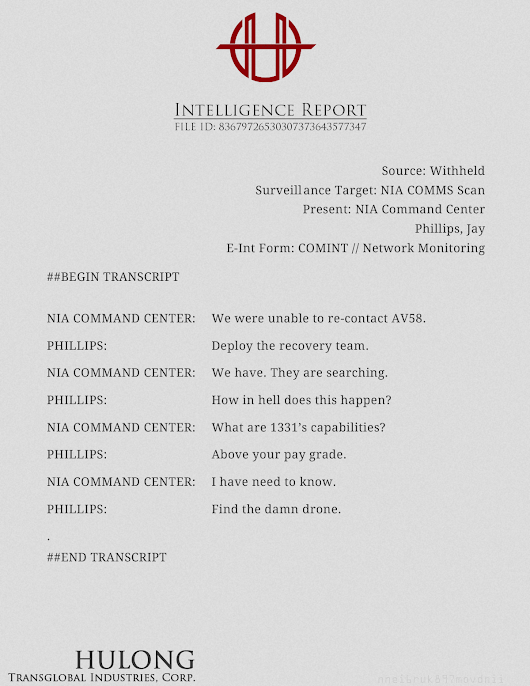 INTELLIGENCE REPORT
FILE ID: 83679726530307373643577347
Source: Withheld
Surveillance Target: NIA COMMS Scan
Present: NIA Command Center
Phillips, Jay
E-Int Form: COMINT // Network Monitoring
##BEGIN TRANSCRIPT
NIA COMMAND CENTER: We were unable to re-contact AV58.
PHILLIPS: Deploy the recovery team.
NIA COMMAND CENTER: We have. They are searching.
PHILLIPS: How in hell does this happen?
NIA COMMAND CENTER: What are 1331’s capabilities?
PHILLIPS: Above your pay grade.
NIA COMMAND CENTER: I have need to know.
PHILLIPS: Find the damn drone.
.
##END TRANSCRIPT
HULONG
TRANSGLOBAL INDUSTRIES, CORP.